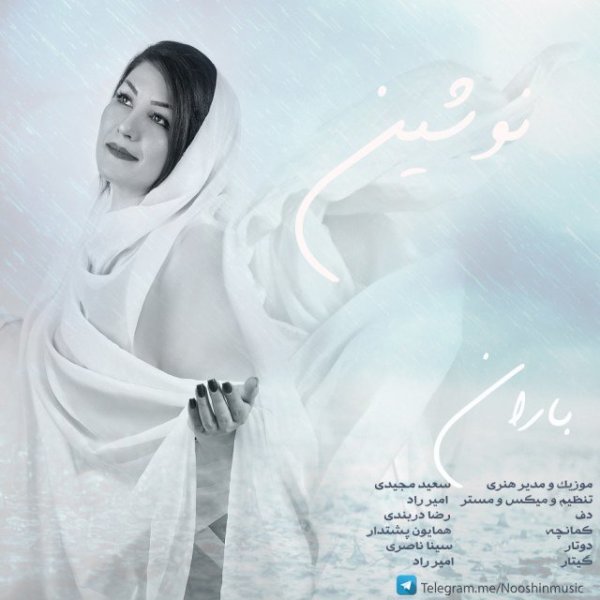 نوشین
باران
موزیک و مدیر هنری سعید مجیدی
تنظیم و میکس و مستر امیر راد
دف رضا دربندی
کمانچه همایون پشتدار
دوتار سینا ناصری
گیتار امیر راد
Telegram.me/Nooshinmusic